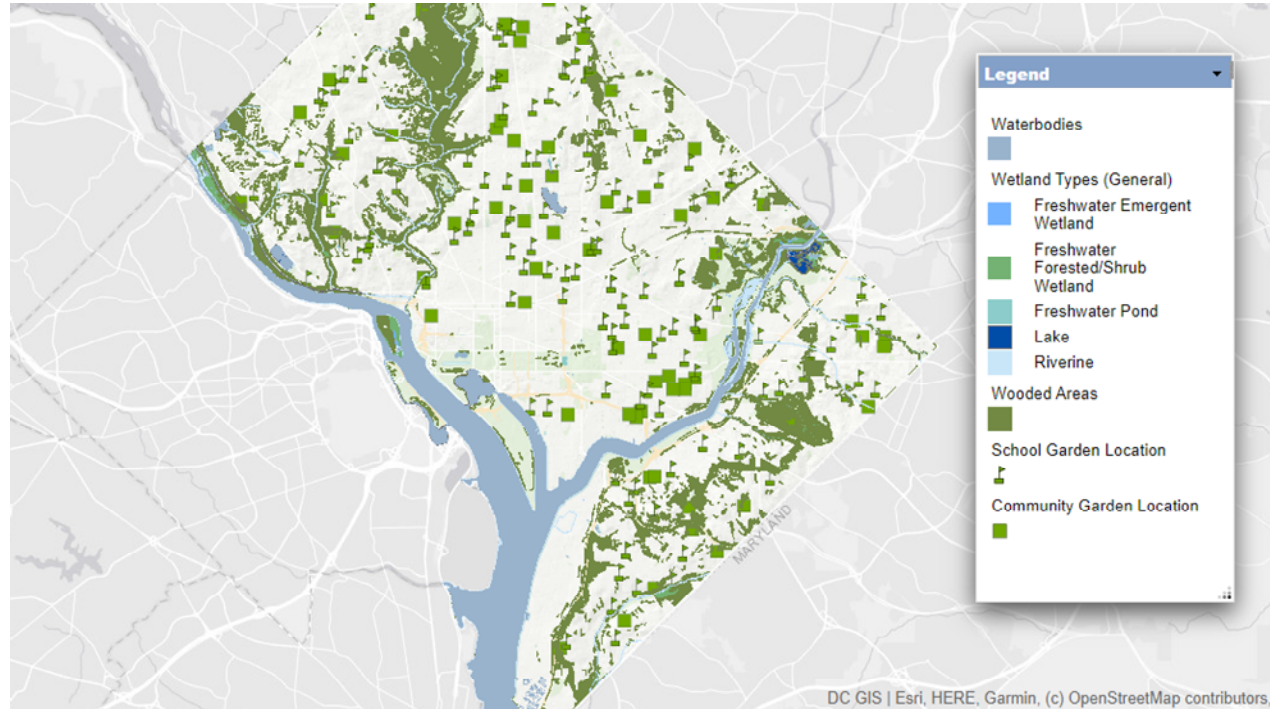 Legend
Waterbodies
Wetland Types (General)
Freshwater Emergent
Wetland
Freshwater
Forested/Shrub
Wetland
Freshwater Pond
Lake
Riverine
Wooded Areas
School Garden Location
Community Garden Location
MARYLAND
DC GIS | Esri, HERE, Garmin, (c) OpenStreetMap contributors,